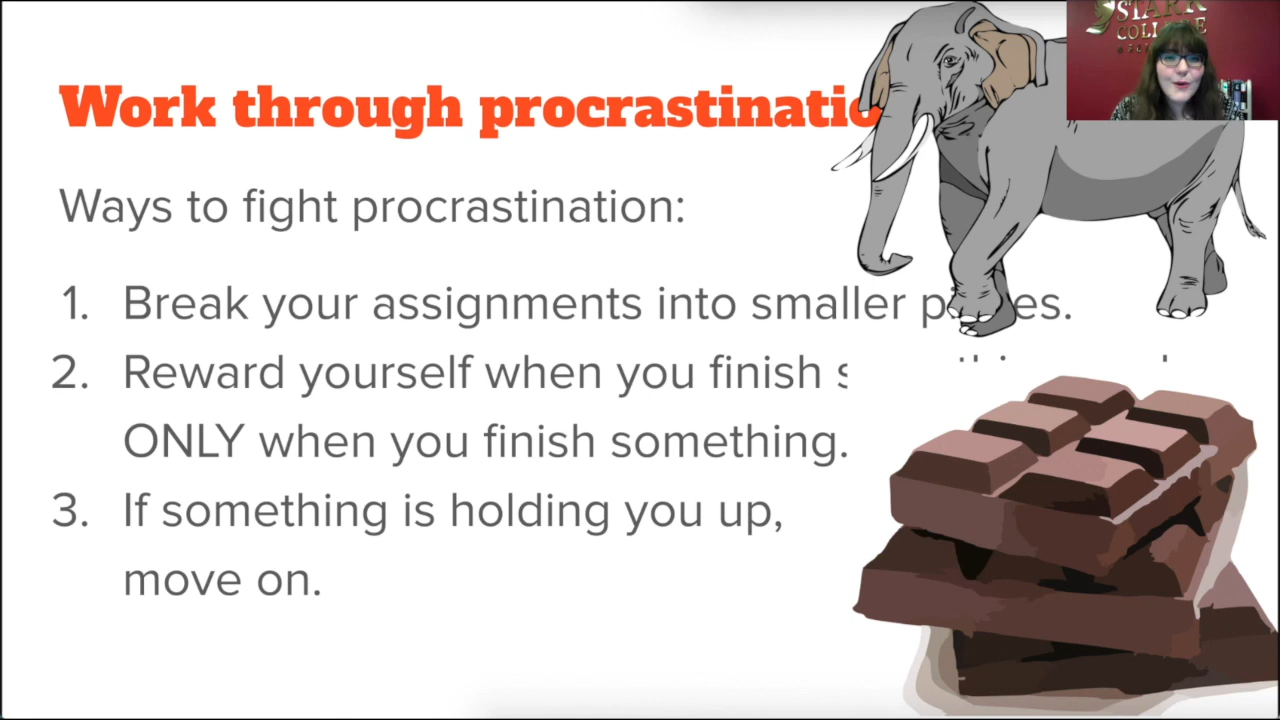 STARK
COLLEGE
Work through procrastinatio
Ways to fight procrastination:
1. Break your assignments into smaller
2. Reward yourself when you finish
ONLY when you finish something.
3. If something is holding you up,
move on.